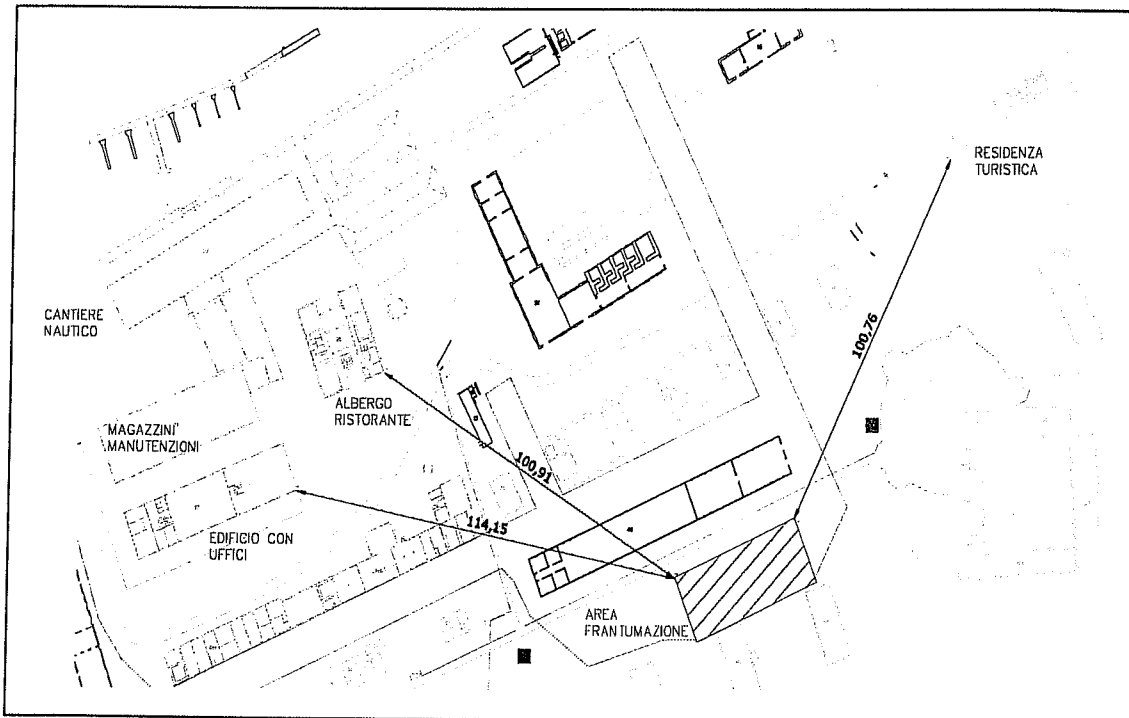 RESIDENZA
TURISTICA
100,76
CANTIERE
NAUTICO
ALBERGO
RISTORANTE
MAGAZZINI
MANUTENZIONI
100,91
114,15
EDIFICIO CON
UFFICI
AREA
FRANTUMAZIONE